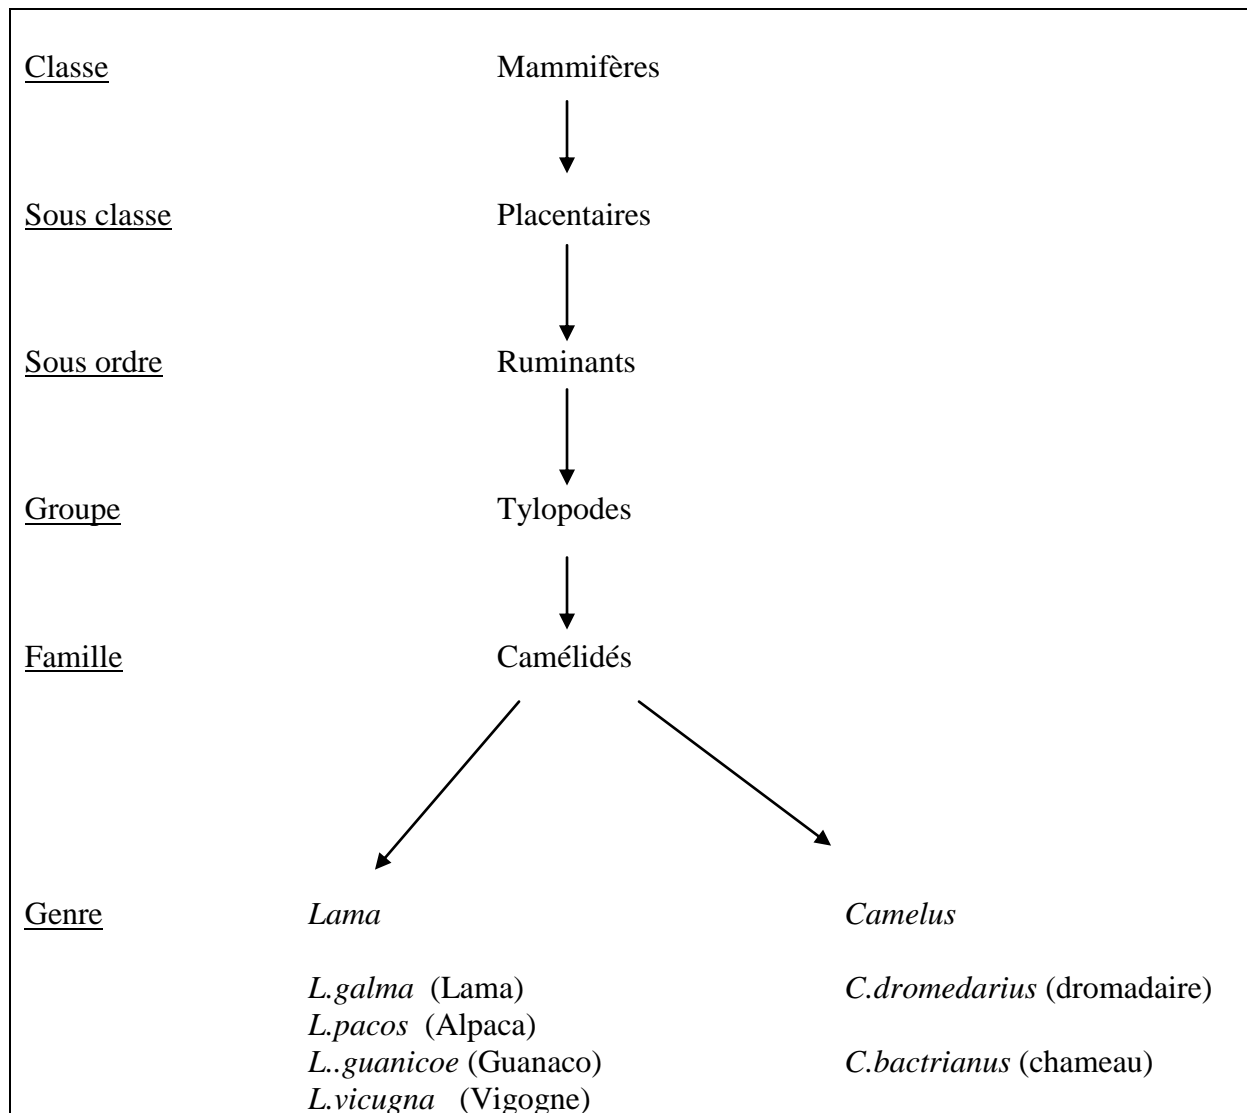 Classe Mammifères
Sous classe Placentaires
Sous ordre Ruminants
Groupe Tylopodes
Famille Camélidés
Genre Lama Camelus
L.galma (Lama) C.dromedarius (dromadaire)
L.pacos (Alpaca)
L..guanicoe (Guanaco) C.bactrianus (chameau)
L.vicugna (Vigogne)